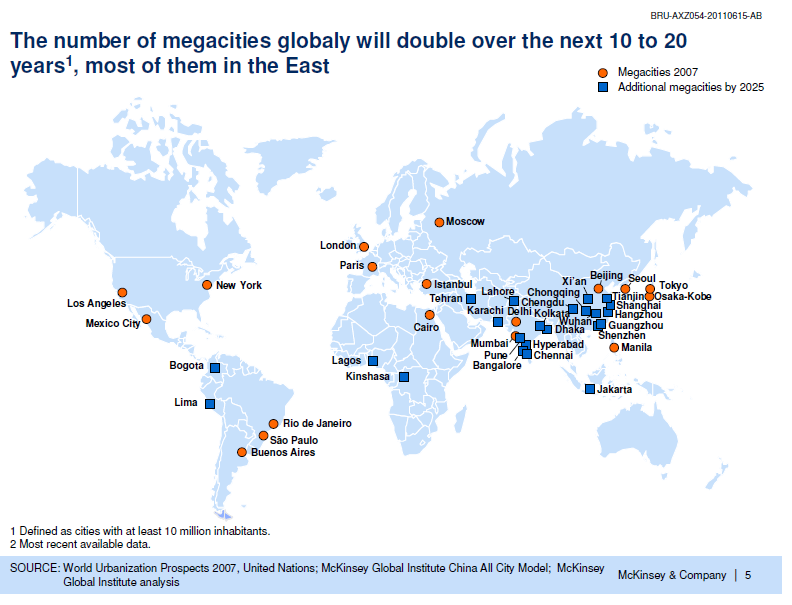 BRU-AXZ054-20110615-AB
The number of megacities globaly will double over the next 10 to 20
years1, most of them in the East
Megacities 2007
Additional megacities by 2025
Moscow
London
Paris
Istanbul
New York
Los Angeles
Mexico City
Tehran
Lahore
Karachi
Delhi
Cairo
Xi'an
Beijing
Seoul
Tokyo
Chongqing
Tianjin
Osaka-Kobe
Chengdu
Shanghai
Kolkata
Hangzhou
Wuhan
Guangzhou
Dhaka
Shenzhen
Mumbai
Hyperabad
Manila
Pune
Chennai
Bangalore
Lagos
Kinshasa
Bogota
Lima
Jakarta
Rio de Janeiro
São Paulo
Buenos Aires
1 Defined as cities with at least 10 million inhabitants.
2 Most recent available data.
SOURCE: World Urbanization Prospects 2007, United Nations; McKinsey Global Institute China All City Model; McKinsey
Global Institute analysis
McKinsey & Company | 5